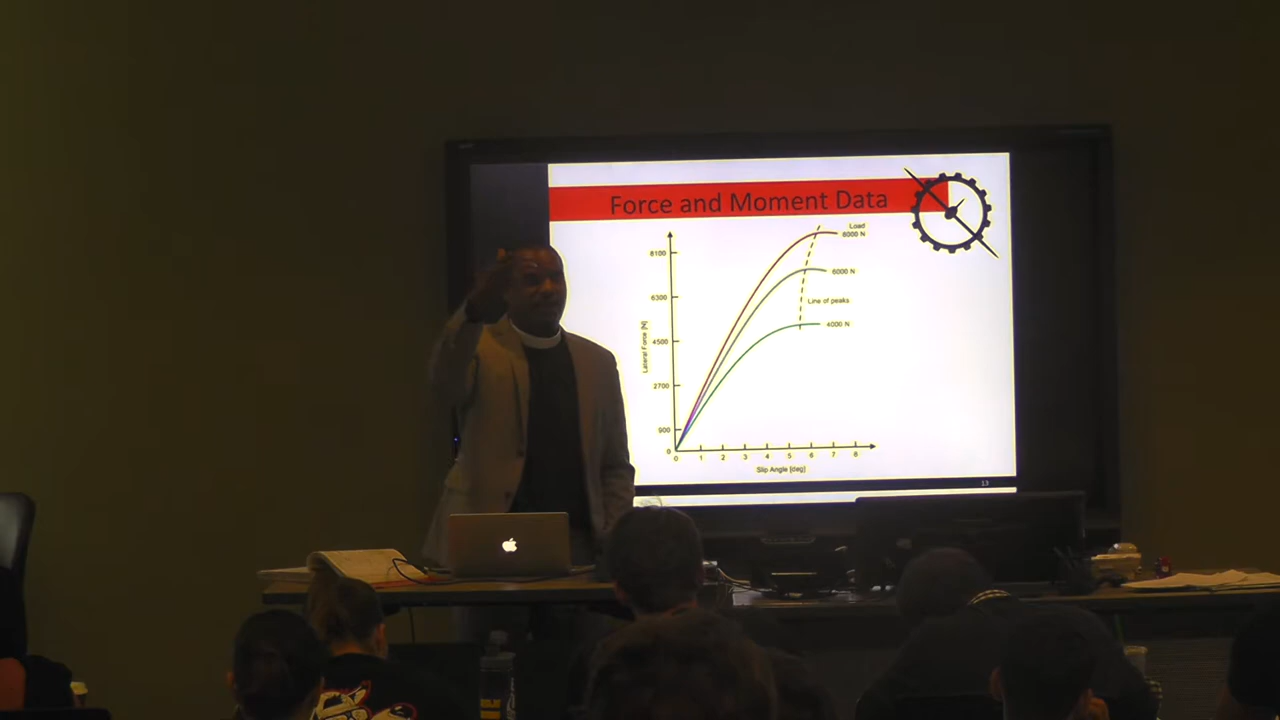 Force and Moment Data
Load
8000 N
6000 N
Line of peaks
4000 N
8100
6300
4500
2700
900
0
Lateral Force [N]
0 1 2 3 4 5 6 7 8
Slip Angle [deg]
13